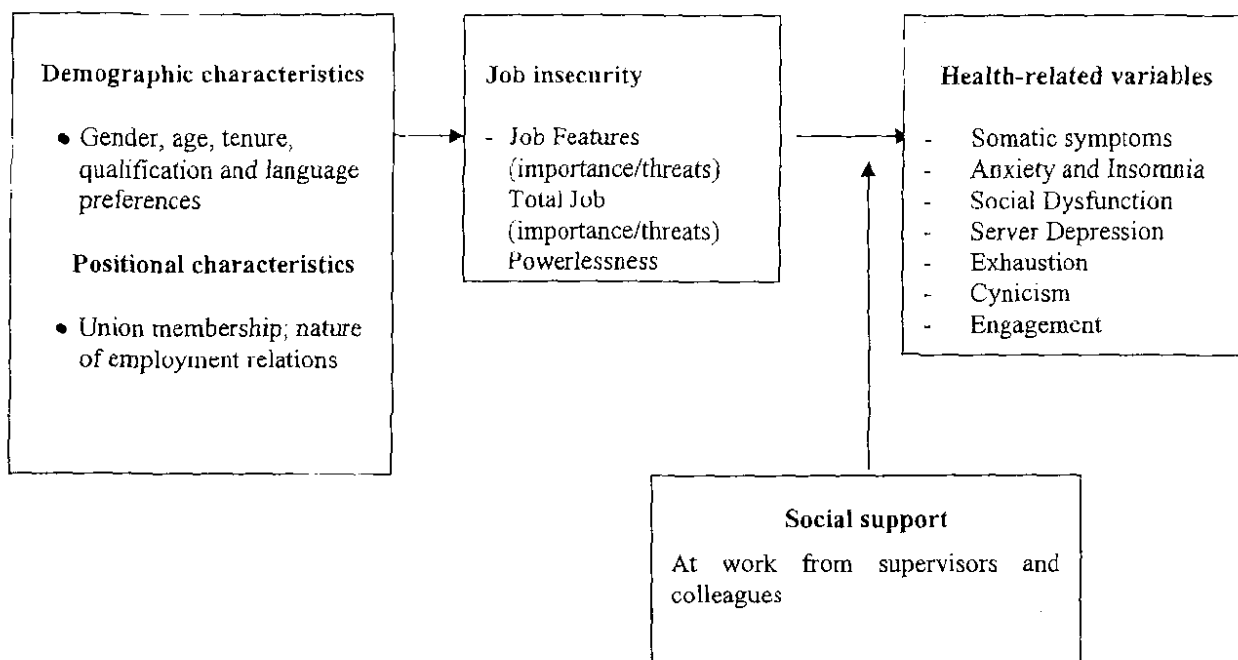 Demographic characteristics
• Gender, age, tenure,
qualification and language
preferences
Positional characteristics
• Union membership; nature
of employment relations
Job insecurity
- Job Features
(importance/threats)
Total Job
(importance/threats)
Powerlessness
Health-related variables
- Somatic symptoms
- Anxiety and Insomnia
- Social Dysfunction
- Server Depression
- Exhaustion
- Cynicism
- Engagement
Social support
At work from supervisors and
colleagues